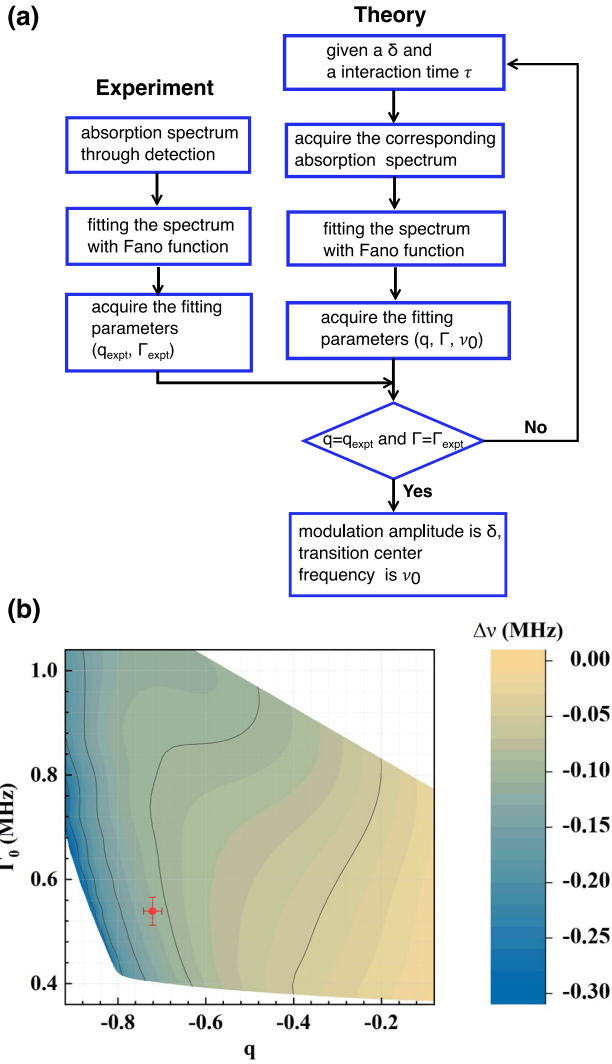 (a)
Theory
given a δ and
a interaction time τ
Experiment
absorption spectrum
through detection
acquire the corresponding
absorption spectrum
fitting the spectrum
with Fano function
fitting the spectrum
with Fano function
acquire the fitting
parameters
(qexpt, Γexpt)
acquire the fitting
parameters (q, Γ, ν0)
q=qexpt and Γ=Γexpt
No
Yes
modulation amplitude is δ,
transition center
frequency is ν0
(b)
Δν (MHz)
1.0
0.8
0.6
0.4
Γ0 (MHz)
-0.8
-0.6
-0.4
-0.2
q
0.00
-0.05
-0.10
-0.15
-0.20
-0.25
-0.30